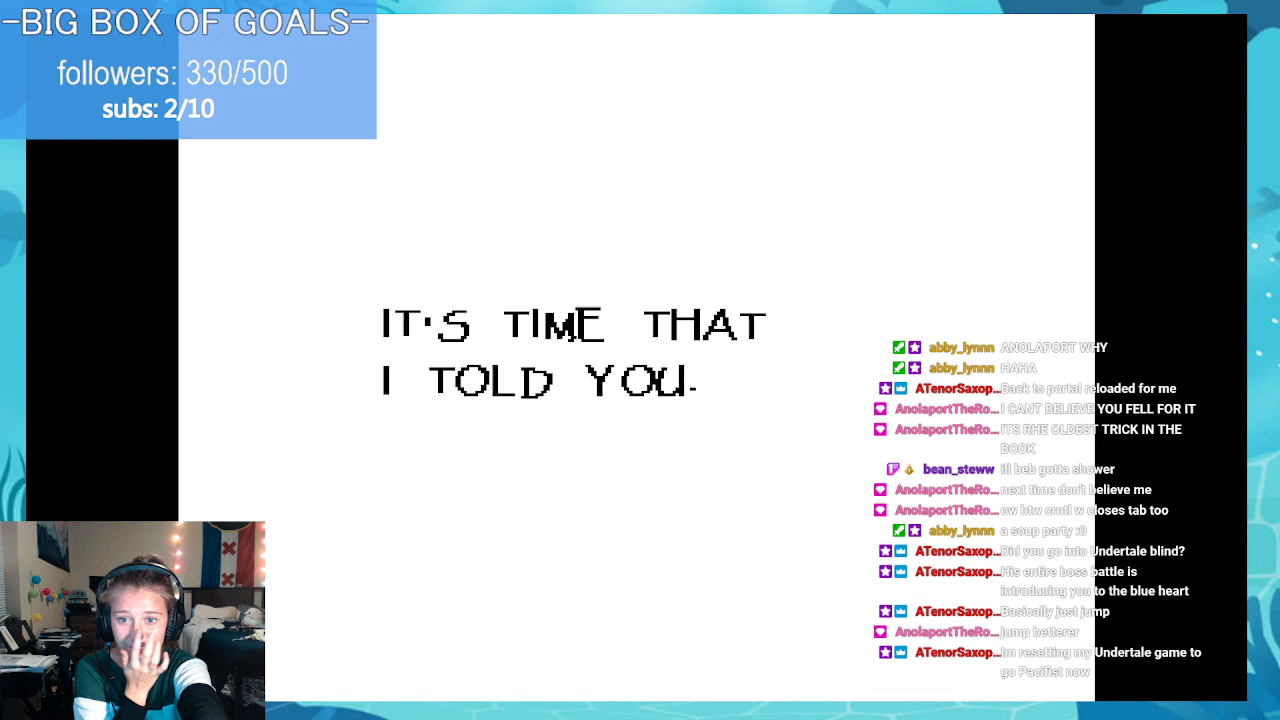 -BIG BOX OF GOALS-
followers: 330/500
subs: 2/10
IT'S TIME THAT
I TOLD YOU.
abby_lynnn ANOLAPORT WHY
abby_lynnn HAHA
ATenorSaxop... Back to portal reloaded for me
AnolaportTheRo... I CANT BELIEVE YOU FELL FOR IT
AnolaportTheRo... ITS RHE OLDEST TRICK IN THE
BOOK
bean_steww ill beb gotta shower
AnolaportTheRo... next time don't believe me
AnolaportTheRo... ow btw crntl w closes tab too
abby_lynnn a soup party :0
ATenorSaxop... Did you go into Undertale blind?
ATenorSaxop... His entire boss battle is
introducing you to the blue heart
ATenorSaxop... Basically just jump
AnolaportTheRo... Jump betterer
ATenorSaxop... Im resetting my Undertale game to
go Pacifist now